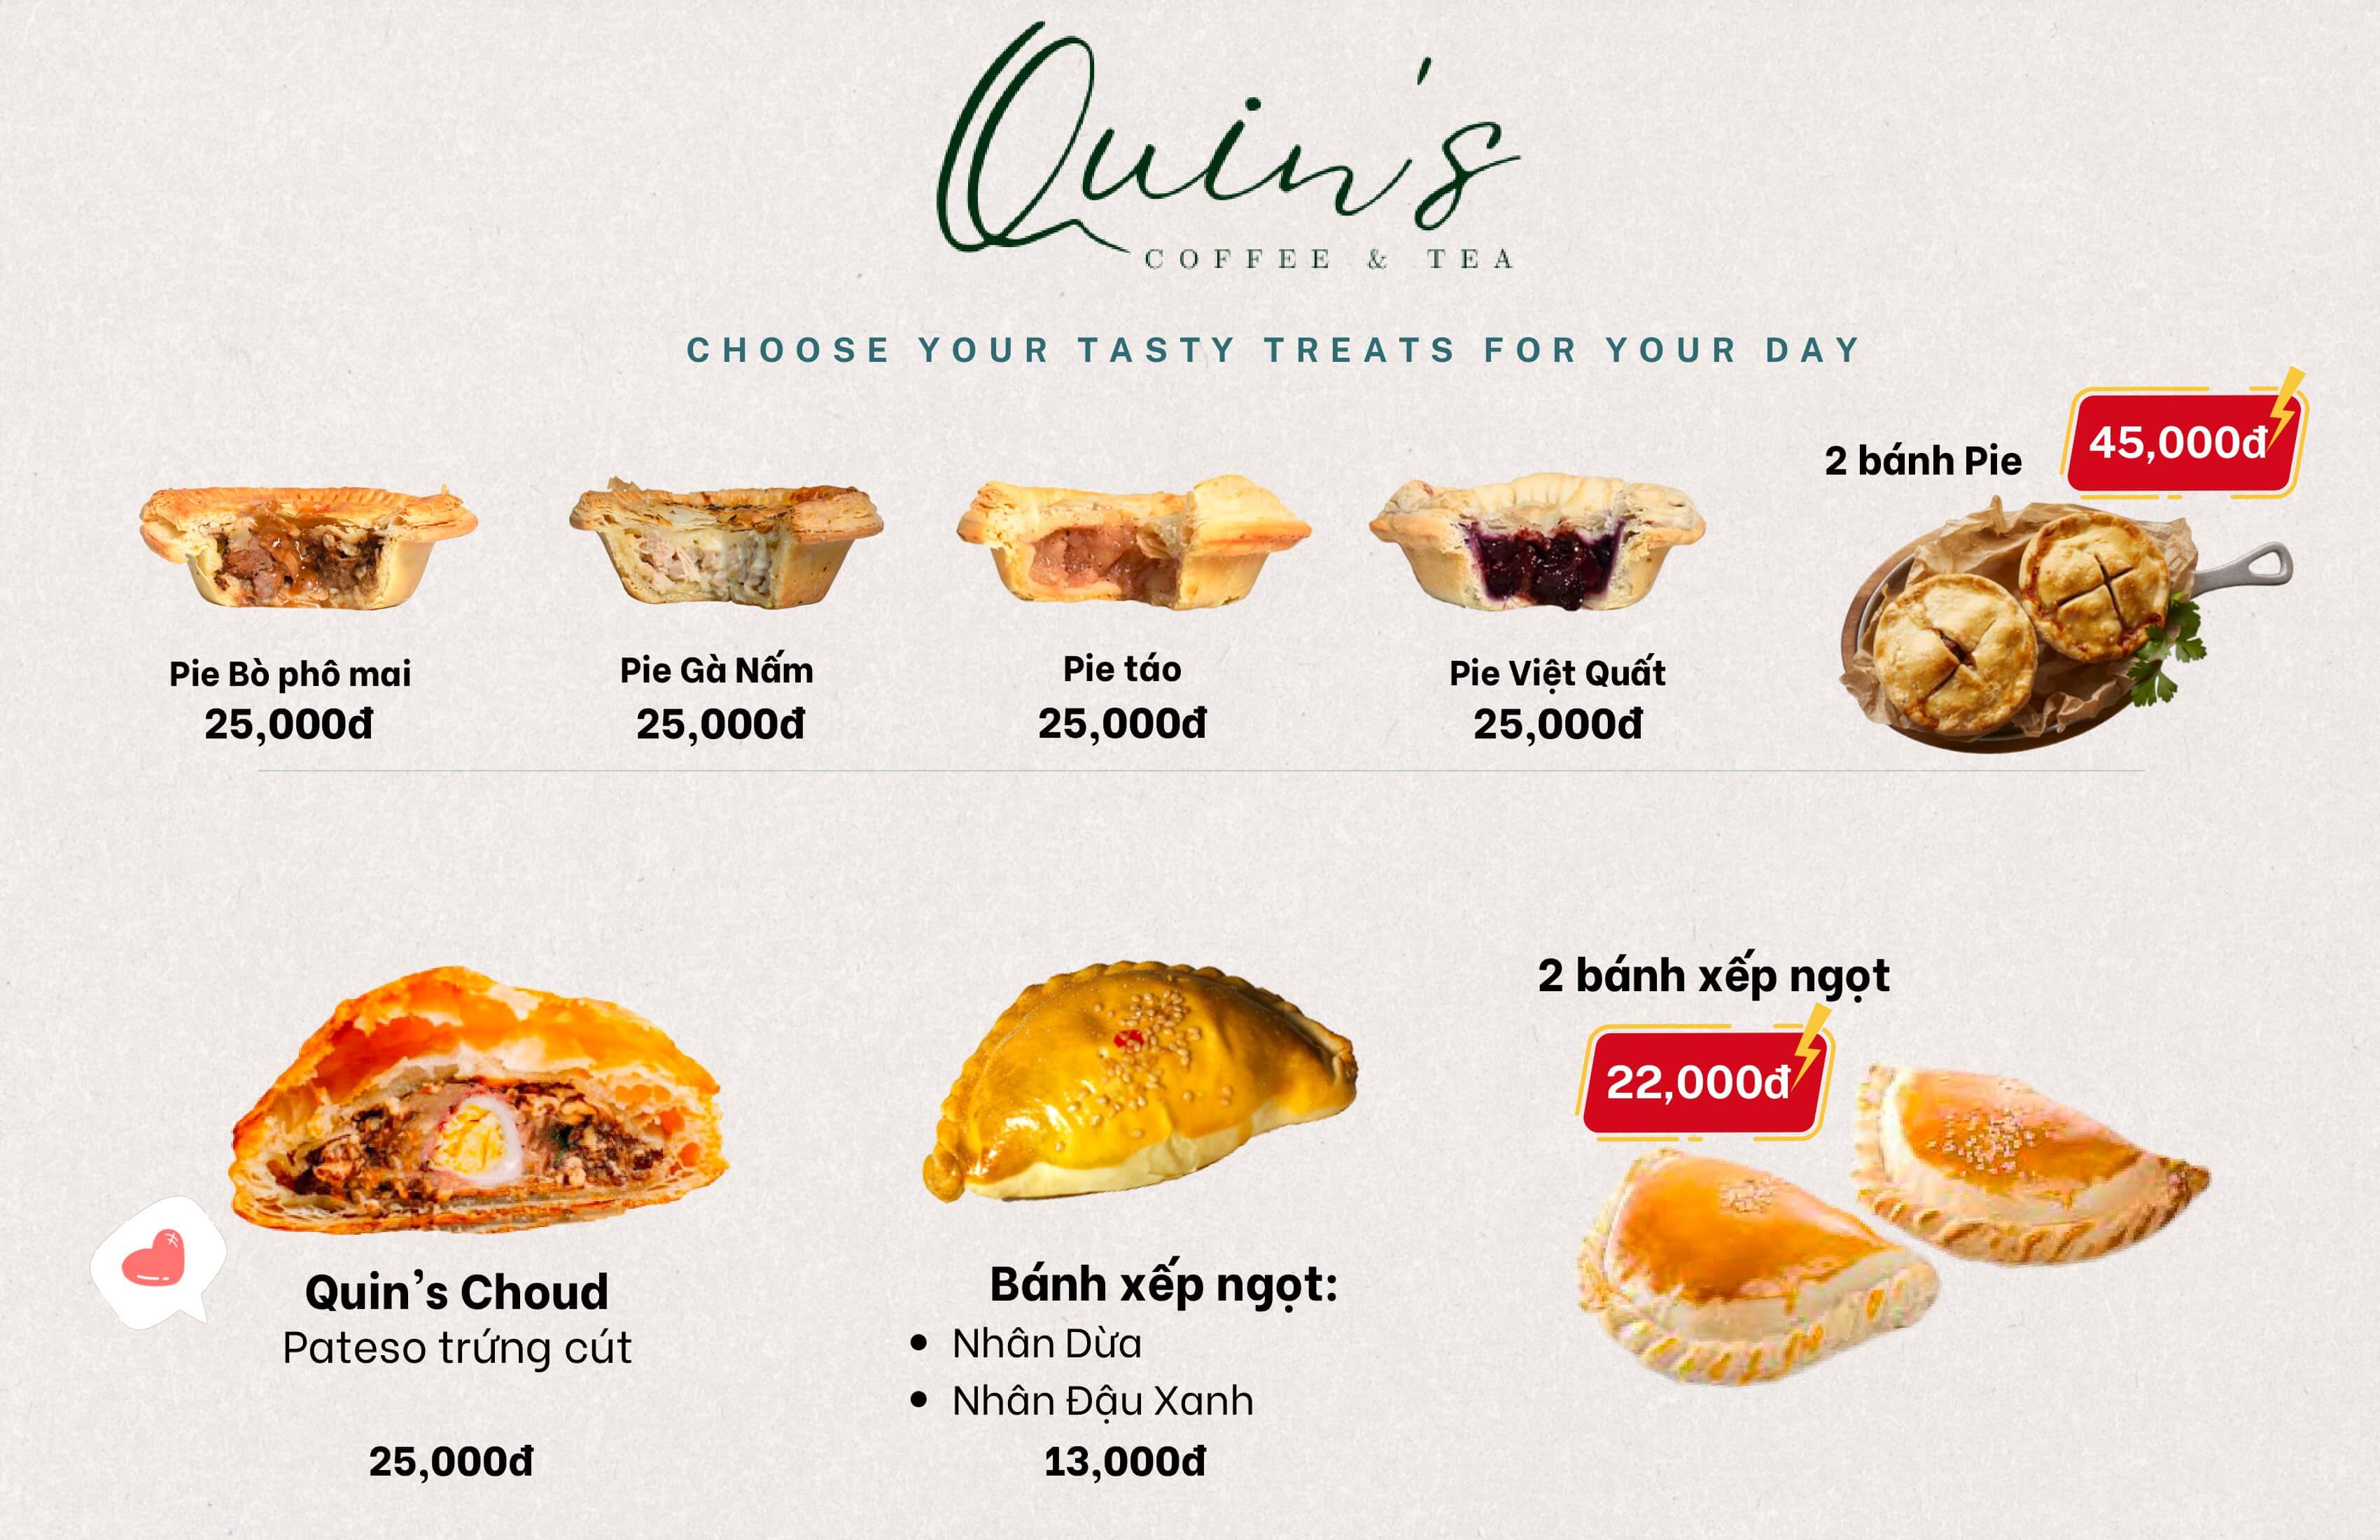 Quin's
COFFEE & TEA
CHOOSE YOUR TASTY TREATS FOR YOUR DAY
Pie Bò phô mai
25,000đ
Pie Gà Nấm
25,000đ
Pie táo
25,000đ
Pie Việt Quất
25,000đ
2 bánh Pie
45,000đ
Quin's Choud
Pateso trứng cút
25,000đ
Bánh xếp ngọt:
• Nhân Dừa
• Nhân Đậu Xanh
13,000đ
2 bánh xếp ngọt
22,000đ